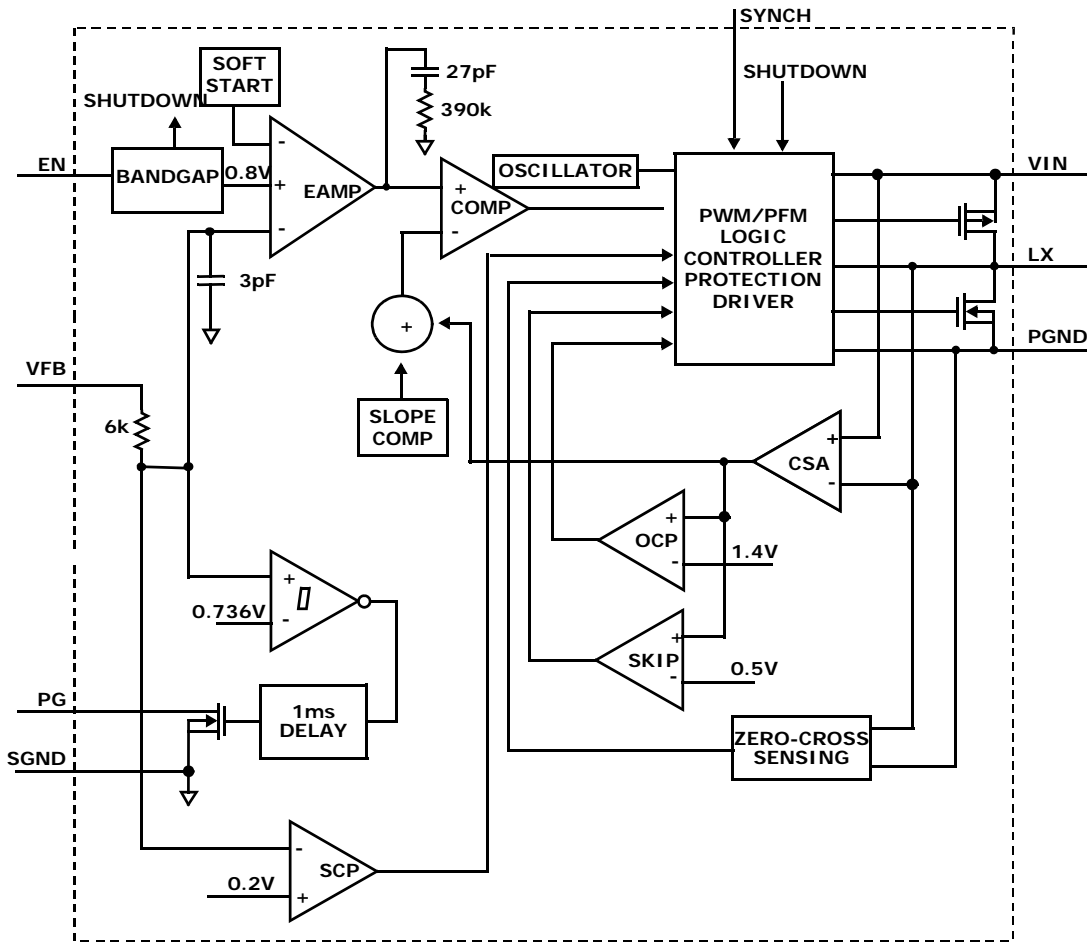 SYNCH
SOFT
START
27pF
SHUTDOWN
SHUTDOWN
390k
EN
BANDGAP
0.8V
-
+
-
EAMP
+
-
COMP
OSCILLATOR
VIN
PWM/PFM
LOGIC
CONTROLLER
PROTECTION
DRIVER
LX
3pF
+
PGND
VFB
6k
SLOPE
COMP
+
-
CSA
+
-
OCP
1.4V
+
-
0.736V
+
-
SKIP
0.5V
PG
1ms
DELAY
ZERO-CROSS
SENSING
SGND
-
+
SCP
0.2V